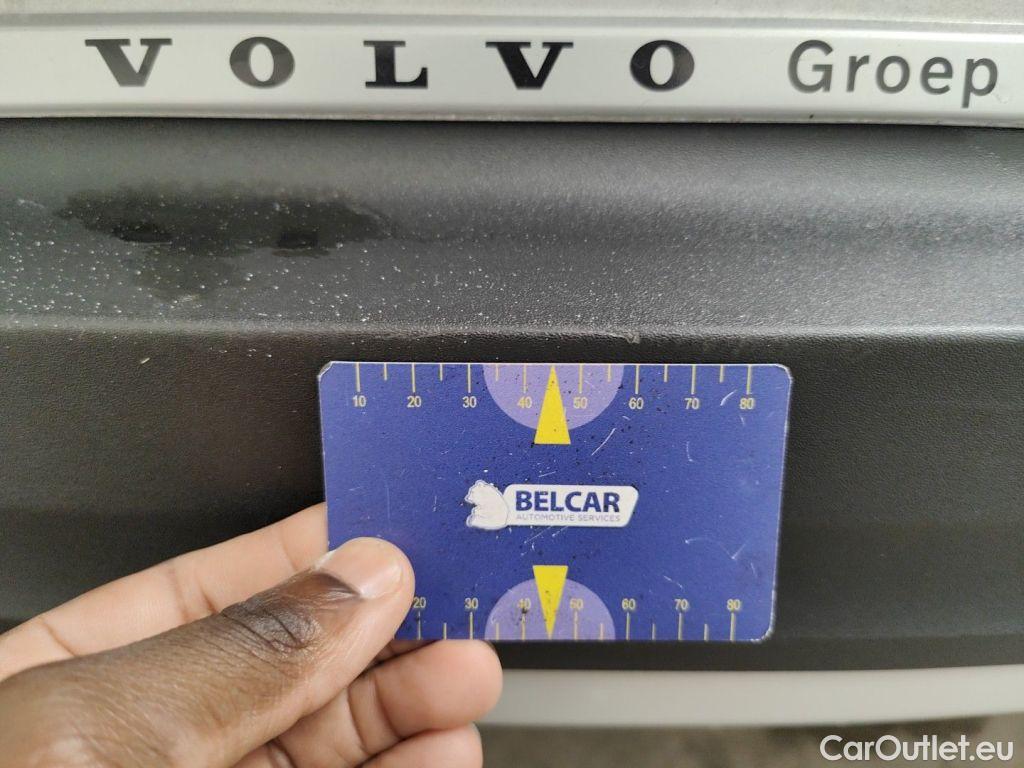 VOLVO Groep
10 20 30 40 50 60 70 80
BELCAR
AUTOMOTIVE SERVICES
20 30 40 50 60 70 80
CarOutlet.eu